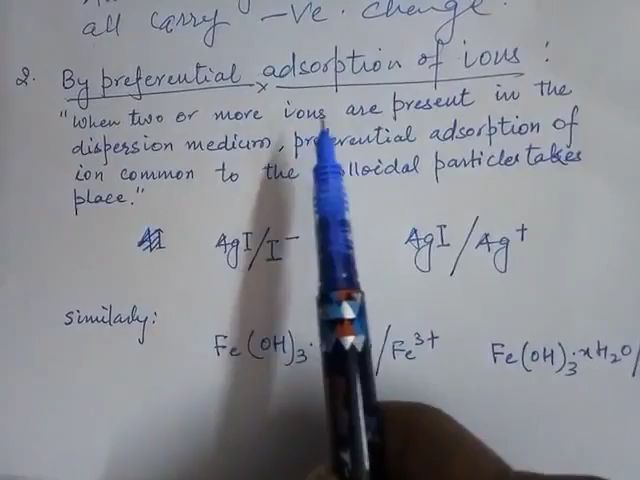 all carry -ve. change.
2. By preferential adsorption of ions :
"When two or more ions are present in the
dispersion medium, preferential adsorption of
ion common to the colloidal particles takes
place."
AgI/I⁻ AgI/Ag⁺
similarly:
Fe(OH)₃. /Fe³⁺ Fe(OH)₃.xH₂O/